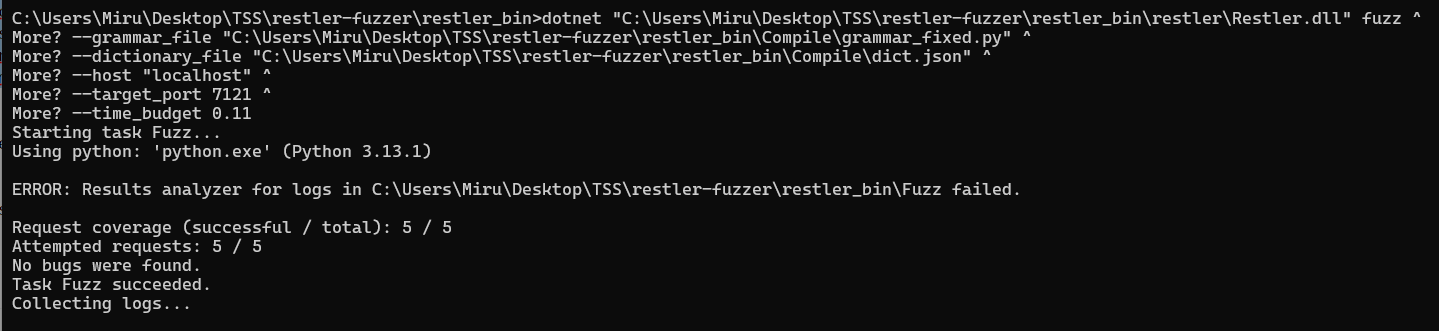 C:\Users\Miru\Desktop\TSS\restler-fuzzer\restler_bin>dotnet "C:\Users\Miru\Desktop\TSS\restler-fuzzer\restler_bin\restler\Restler.dll" fuzz ^
More? --grammar_file "C:\Users\Miru\Desktop\TSS\restler-fuzzer\restler_bin\Compile\grammar_fixed.py" ^
More? --dictionary_file "C:\Users\Miru\Desktop\TSS\restler-fuzzer\restler_bin\Compile\dict.json" ^
More? --host "localhost" ^
More? --target_port 7121 ^
More? --time_budget 0.11
Starting task Fuzz...
Using python: 'python.exe' (Python 3.13.1)
ERROR: Results analyzer for logs in C:\Users\Miru\Desktop\TSS\restler-fuzzer\restler_bin\Fuzz failed.
Request coverage (successful / total): 5 / 5
Attempted requests: 5 / 5
No bugs were found.
Task Fuzz succeeded.
Collecting logs...